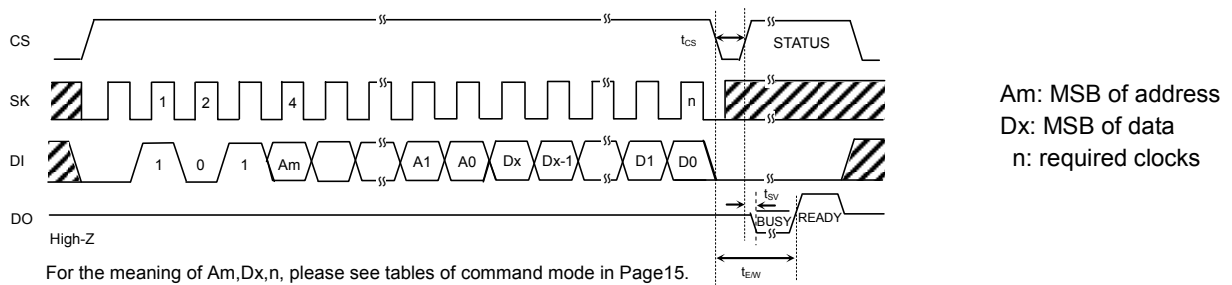 CS
tCS
STATUS
SK
1 2 4 n
DI
1 0 1 Am A1 A0 Dx Dx-1 D1 D0
tSV
DO
BUSY READY
High-Z
tE/W
For the meaning of Am,Dx,n, please see tables of command mode in Page15.
Am: MSB of address
Dx: MSB of data
n: required clocks